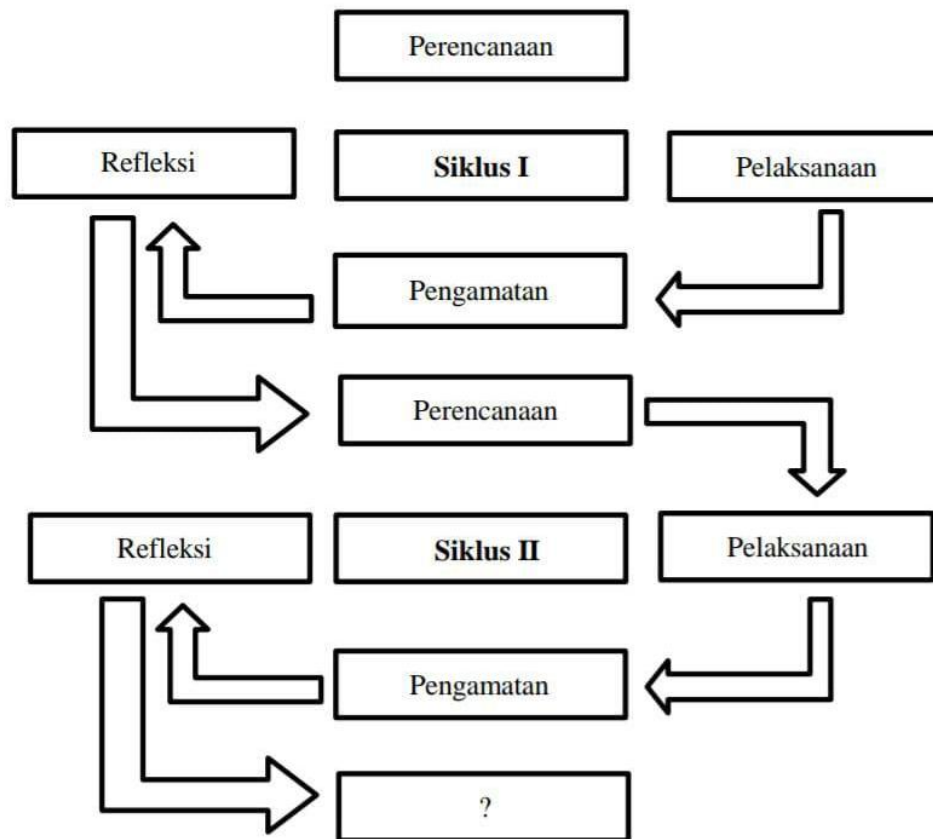 Perencanaan
Refleksi
Siklus I
Pelaksanaan
Pengamatan
Perencanaan
Refleksi
Siklus II
Pelaksanaan
Pengamatan
?